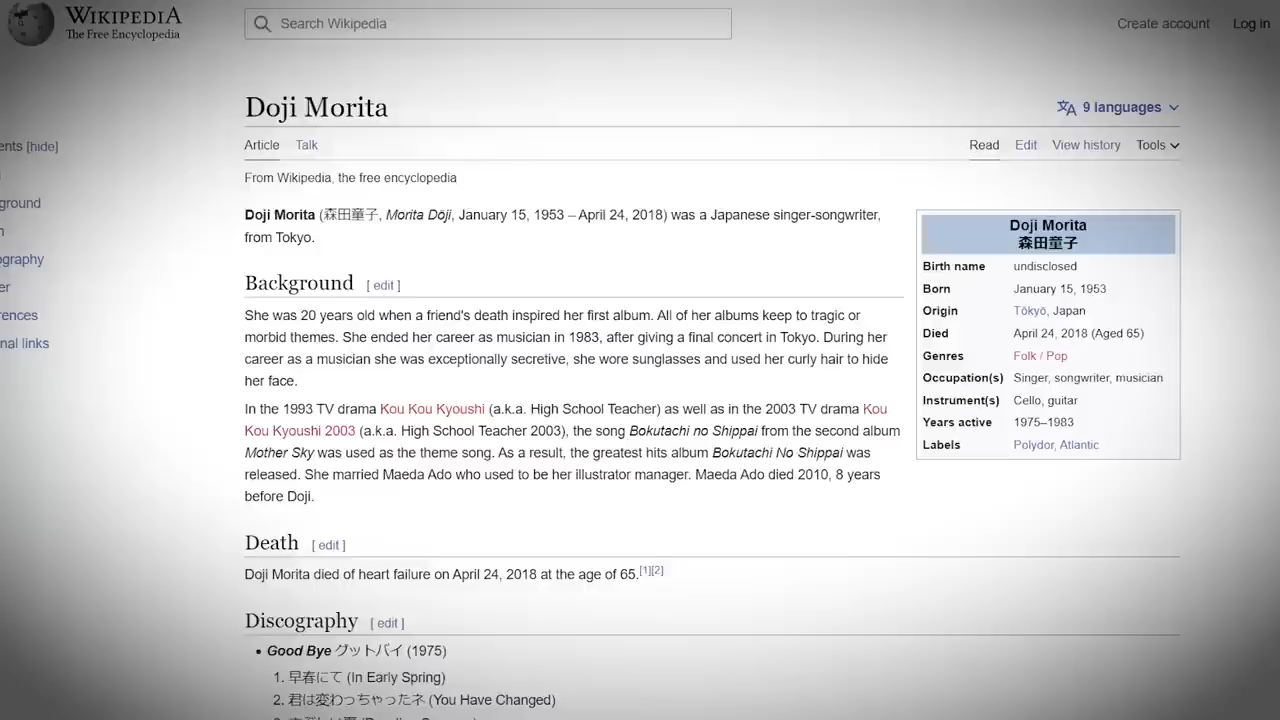 WIKIPEDIA
The Free Encyclopedia
Search Wikipedia
Create account
Log in
Doji Morita
9 languages
ents [hide]
Article
Talk
Read
Edit
View history
Tools
From Wikipedia, the free encyclopedia
ground
ography
er
rences
nal links
Doji Morita (森田童子, Morita Dōji, January 15, 1953 – April 24, 2018) was a Japanese singer-songwriter,
from Tokyo.
Background [ edit ]
She was 20 years old when a friend's death inspired her first album. All of her albums keep to tragic or
morbid themes. She ended her career as musician in 1983, after giving a final concert in Tokyo. During her
career as a musician she was exceptionally secretive, she wore sunglasses and used her curly hair to hide
her face.
In the 1993 TV drama Kou Kou Kyoushi (a.k.a. High School Teacher) as well as in the 2003 TV drama Kou
Kou Kyoushi 2003 (a.k.a. High School Teacher 2003), the song Bokutachi no Shippai from the second album
Mother Sky was used as the theme song. As a result, the greatest hits album Bokutachi No Shippai was
released. She married Maeda Ado who used to be her illustrator manager. Maeda Ado died 2010, 8 years
before Doji.
Doji Morita
森田童子
Birth name undisclosed
Born January 15, 1953
Origin Tōkyō, Japan
Died April 24, 2018 (Aged 65)
Genres Folk / Pop
Occupation(s) Singer, songwriter, musician
Instrument(s) Cello, guitar
Years active 1975–1983
Labels Polydor, Atlantic
Death [ edit ]
Doji Morita died of heart failure on April 24, 2018 at the age of 65.[1][2]
Discography [ edit ]
• Good Bye グットバイ (1975)
1. 早春にて (In Early Spring)
2. 君は変わっちゃったネ (You Have Changed)